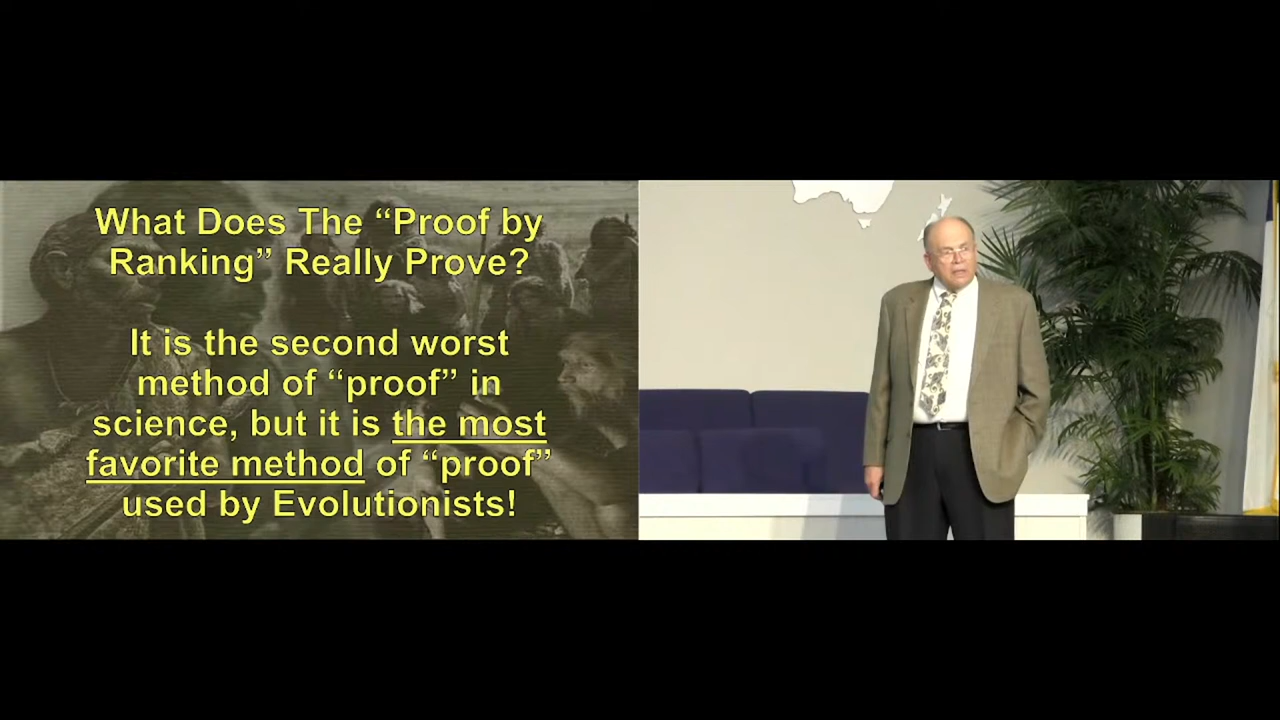 What Does The “Proof by
Ranking” Really Prove?
It is the second worst
method of “proof” in
science, but it is the most
favorite method of “proof”
used by Evolutionists!